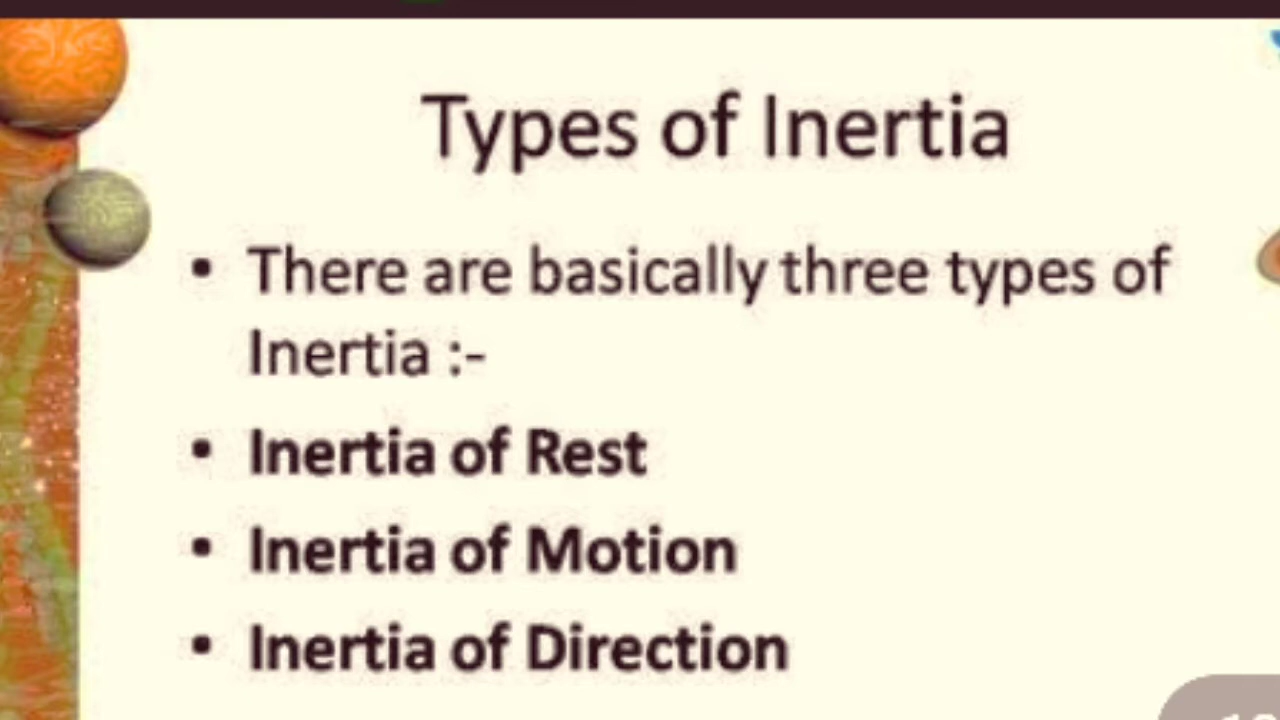 Types of Inertia
• There are basically three types of
Inertia :-
• Inertia of Rest
• Inertia of Motion
• Inertia of Direction